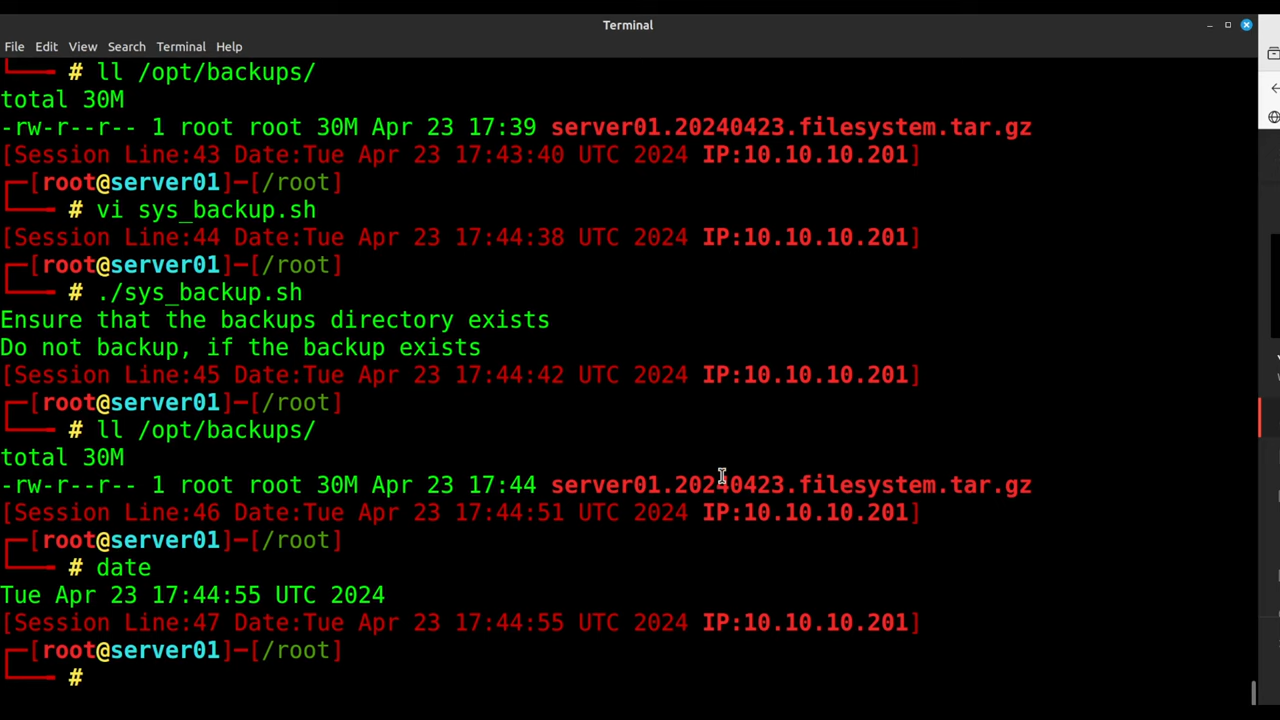 Terminal
File Edit View Search Terminal Help
# ll /opt/backups/
total 30M
-rw-r--r-- 1 root root 30M Apr 23 17:39 server01.20240423.filesystem.tar.gz
[Session Line:43 Date:Tue Apr 23 17:43:40 UTC 2024 IP:10.10.10.201]
[root@server01]-[/root]
# vi sys_backup.sh
[Session Line:44 Date:Tue Apr 23 17:44:38 UTC 2024 IP:10.10.10.201]
[root@server01]-[/root]
# ./sys_backup.sh
Ensure that the backups directory exists
Do not backup, if the backup exists
[Session Line:45 Date:Tue Apr 23 17:44:42 UTC 2024 IP:10.10.10.201]
[root@server01]-[/root]
# ll /opt/backups/
total 30M
-rw-r--r-- 1 root root 30M Apr 23 17:44 server01.20240423.filesystem.tar.gz
[Session Line:46 Date:Tue Apr 23 17:44:51 UTC 2024 IP:10.10.10.201]
[root@server01]-[/root]
# date
Tue Apr 23 17:44:55 UTC 2024
[Session Line:47 Date:Tue Apr 23 17:44:55 UTC 2024 IP:10.10.10.201]
[root@server01]-[/root]
#